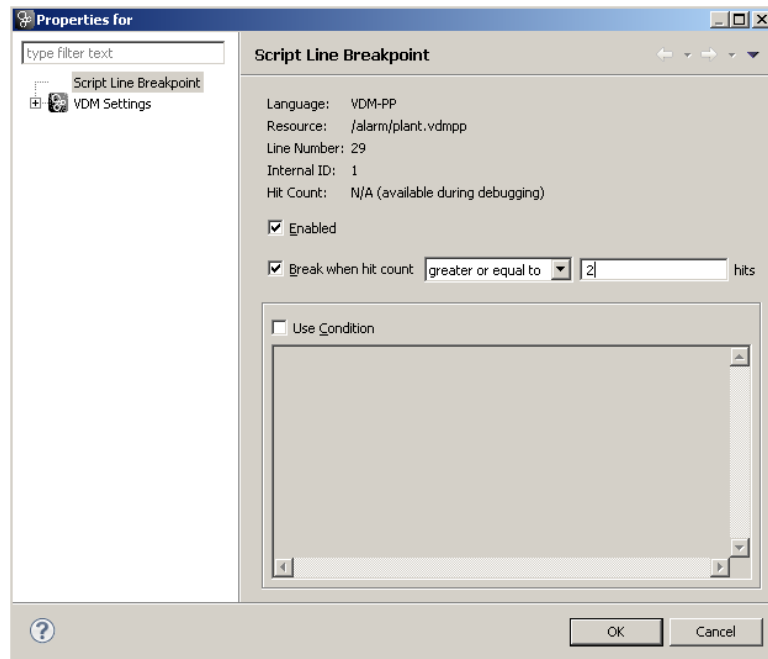 Properties for
type filter text
Script Line Breakpoint
VDM Settings
Script Line Breakpoint
Language: VDM-PP
Resource: /alarm/plant.vdmpp
Line Number: 29
Internal ID: 1
Hit Count: N/A (available during debugging)
Enabled
Break when hit count greater or equal to 2 hits
Use Condition
?
OK Cancel